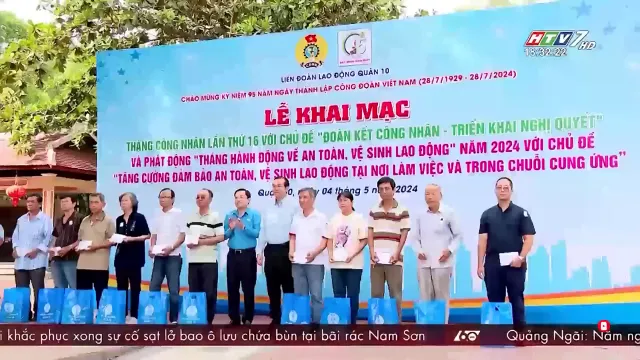 HTV7 HD
18:32:22
LIÊN ĐOÀN LAO ĐỘNG QUẬN 10
CHÀO MỪNG KỶ NIỆM 95 NĂM NGÀY THÀNH LẬP CÔNG ĐOÀN VIỆT NAM (28/7/1929 - 28/7/2024)
LỄ KHAI MẠC
THÁNG CÔNG NHÂN LẦN THỨ 16 VỚI CHỦ ĐỀ "ĐOÀN KẾT CÔNG NHÂN - TRIỂN KHAI NGHỊ QUYẾT"
VÀ PHÁT ĐỘNG "THÁNG HÀNH ĐỘNG VỀ AN TOÀN, VỆ SINH LAO ĐỘNG" NĂM 2024 VỚI CHỦ ĐỀ
"TĂNG CƯỜNG ĐẢM BẢO AN TOÀN, VỆ SINH LAO ĐỘNG TẠI NƠI LÀM VIỆC VÀ TRONG CHUỖI CUNG ỨNG"
04 tháng 5 2024
i khắc phục xong sự cố sạt lở bao ô lưu chứa bùn tại bãi rác Nam Sơn
60
Quảng Ngãi: Năm ng